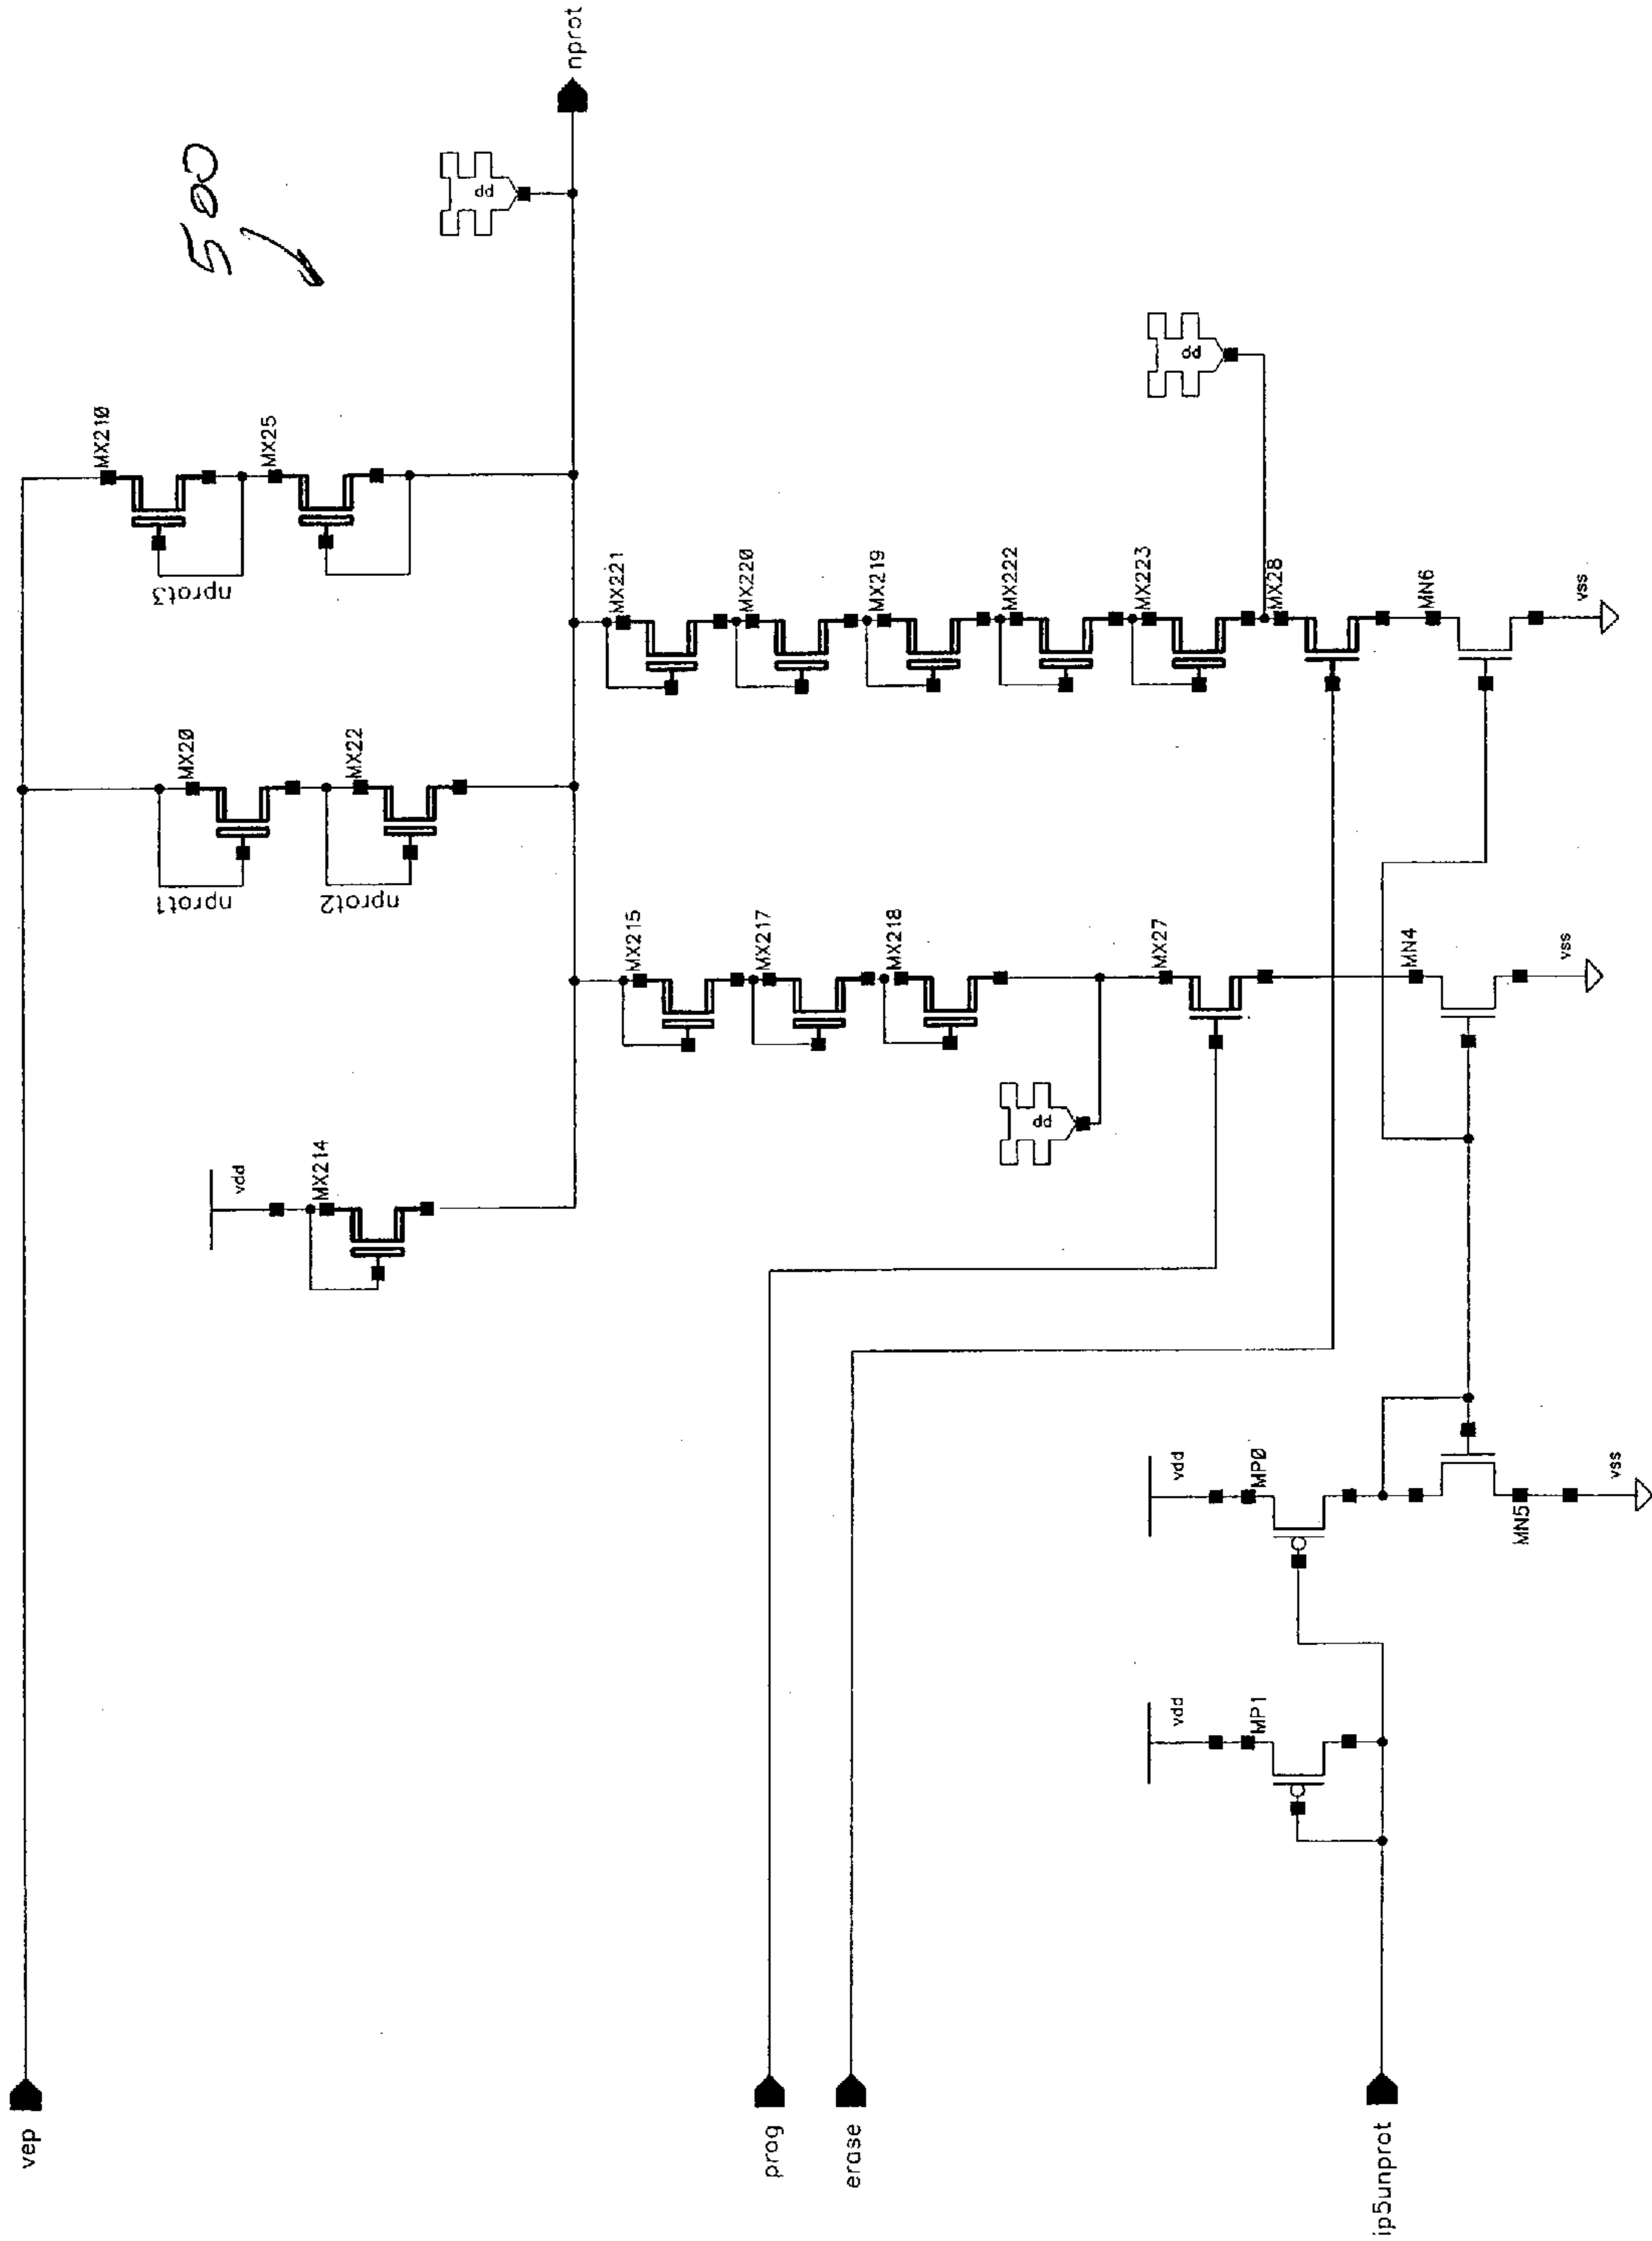 vep
prog
erase
ip5unprot
nprot
500
MX210
nprot3
MX25
MX20
nprot1
MX22
nprot2
vdd
MX214
pp
MX221
MX220
MX219
MX222
MX223
pp
MX28
MN6
vss
MX215
MX217
MX218
pp
MX27
MN4
vss
vdd
MP0
MN5
vss
vdd
MP1